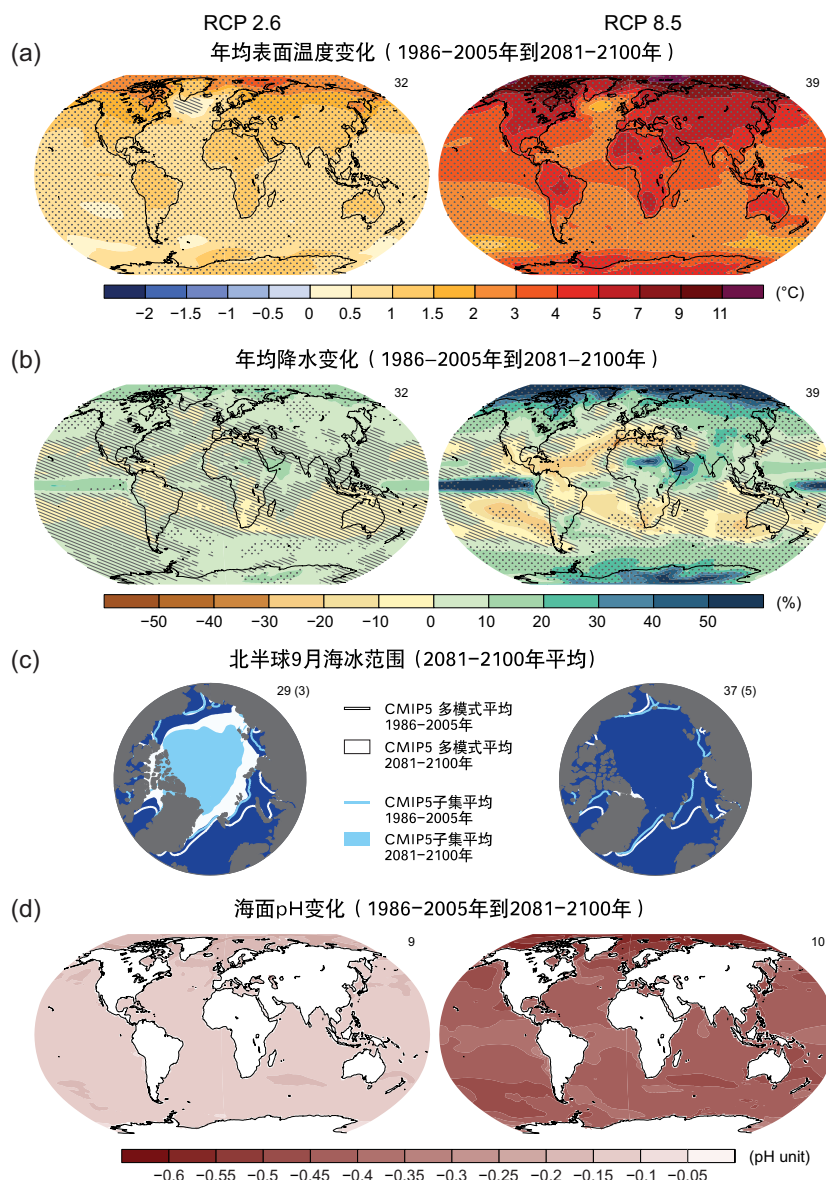 RCP 2.6 RCP 8.5
(a) 年均表面温度变化（1986−2005年到2081−2100年）
32 39
−2 −1.5 −1 −0.5 0 0.5 1 1.5 2 3 4 5 7 9 11 (°C)
(b) 年均降水变化（1986−2005年到2081−2100年）
32 39
−50 −40 −30 −20 −10 0 10 20 30 40 50 (%)
(c) 北半球9月海冰范围（2081−2100年平均）
29 (3) 37 (5)
CMIP5 多模式平均
1986−2005年
CMIP5 多模式平均
2081−2100年
CMIP5子集平均
1986−2005年
CMIP5子集平均
2081−2100年
(d) 海面pH变化（1986−2005年到2081−2100年）
9 10
−0.6 −0.55 −0.5 −0.45 −0.4 −0.35 −0.3 −0.25 −0.2 −0.15 −0.1 −0.05 (pH unit)